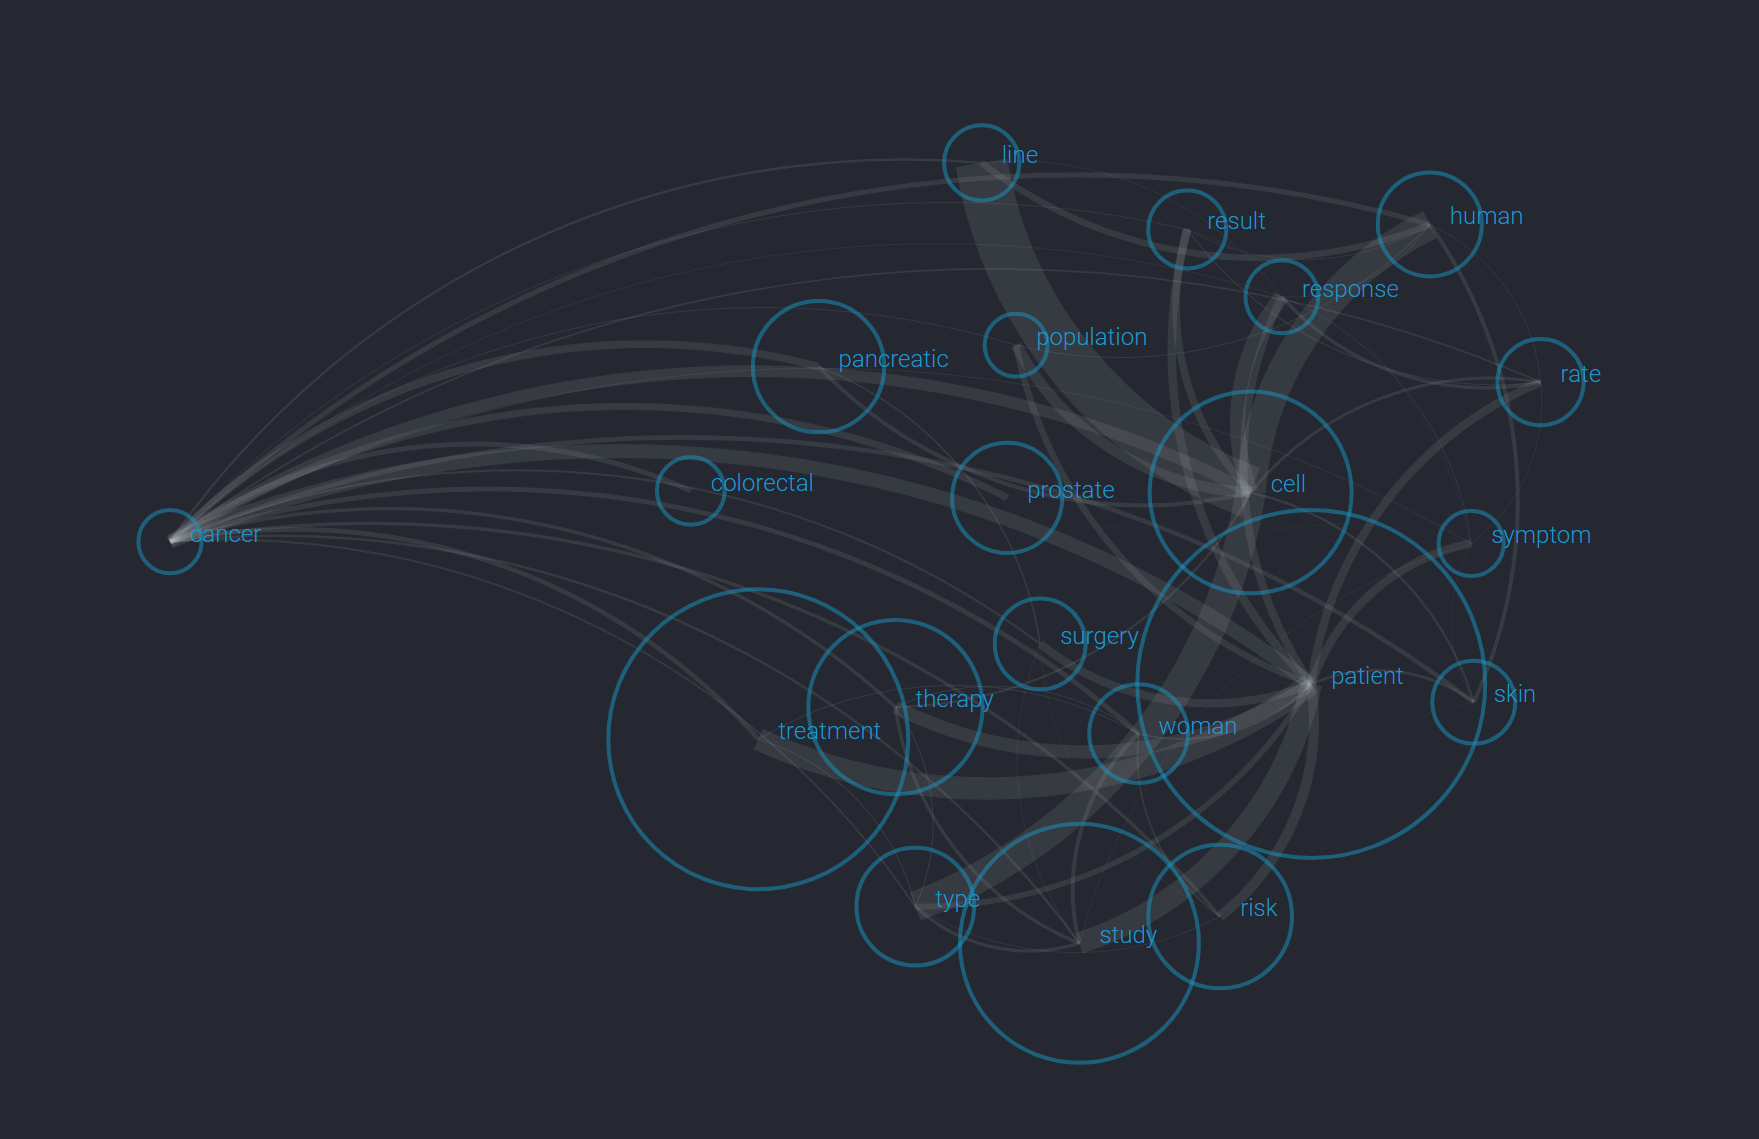 line
result
human
response
population
pancreatic
rate
colorectal
prostate
cell
cancer
symptom
surgery
patient
therapy
skin
treatment
woman
type
risk
study